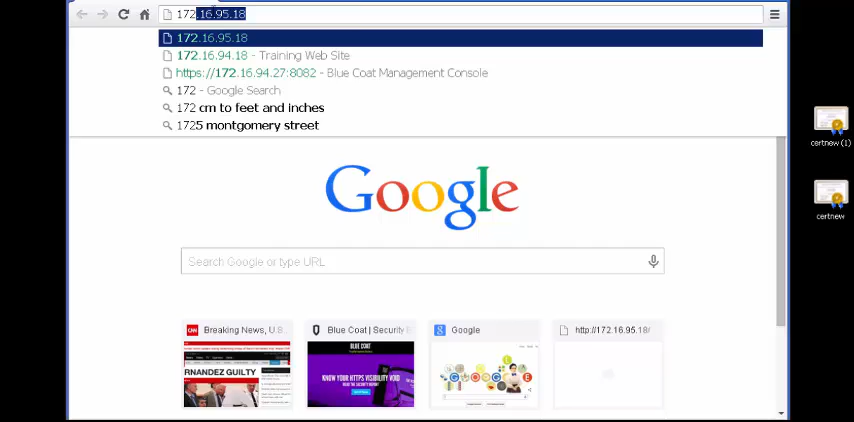 172.16.95.18
172.16.95.18
172.16.94.18 - Training Web Site
https://172.16.94.27:8082 - Blue Coat Management Console
172 - Google Search
172 cm to feet and inches
1725 montgomery street
certnew (1)
certnew
Google
Search Google or type URL
CNN Breaking News, U.S
Blue Coat | Security E
Google
http://172.16.95.18/
RNANDEZ GUILTY
BLUE COAT
KNOW YOUR HTTPS VISIBILITY VOID